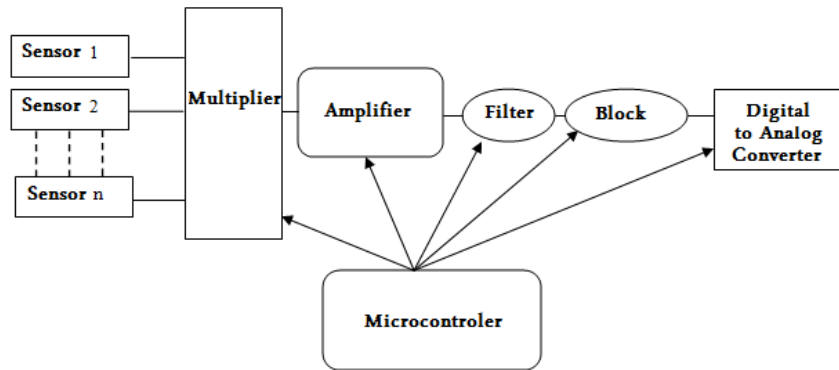 Sensor 1
Sensor 2
Sensor n
Multiplier
Amplifier
Filter
Block
Digital
to Analog
Converter
Microcontroler